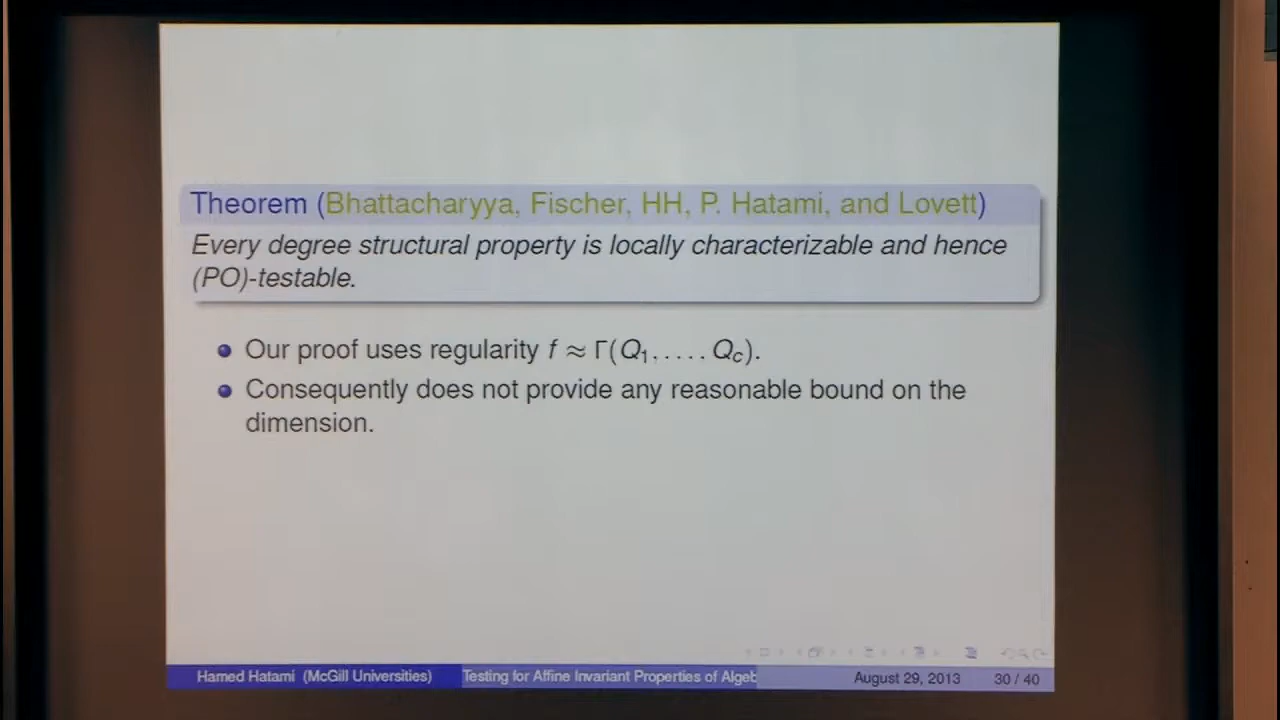 Theorem (Bhattacharyya, Fischer, HH, P. Hatami, and Lovett)
Every degree structural property is locally characterizable and hence
(PO)-testable.
Our proof uses regularity f ≈ Γ(Q₁, . . . , Q_c).
Consequently does not provide any reasonable bound on the
dimension.
Hamed Hatami (McGill Universities) Testing for Affine Invariant Properties of Algeb August 29, 2013 30 / 40